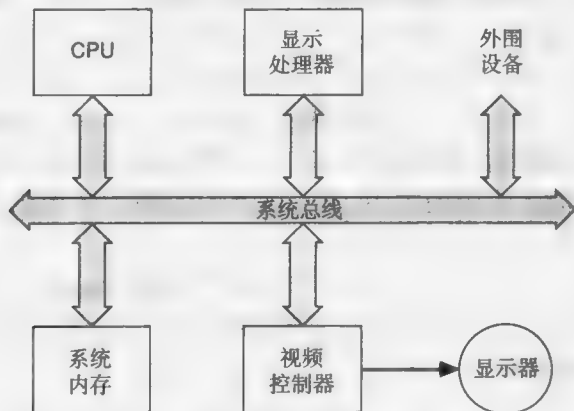 CPU
显示
处理器
外围
设备
系统总线
系统
内存
视频
控制器
显示器